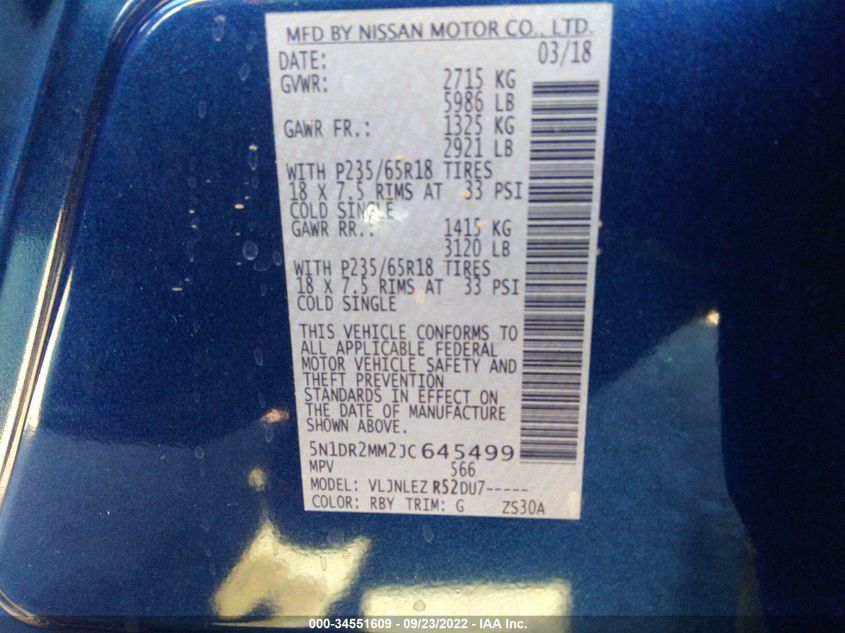 MFD BY NISSAN MOTOR CO., LTD.
DATE: 03/18
GVWR: 2715 KG
5986 LB
GAWR FR.: 1325 KG
2921 LB
WITH P235/65R18 TIRES
18 X 7.5 RIMS AT 33 PSI
COLD SINGLE
GAWR RR.: 1415 KG
3120 LB
WITH P235/65R18 TIRES
18 X 7.5 RIMS AT 33 PSI
COLD SINGLE
THIS VEHICLE CONFORMS TO
ALL APPLICABLE FEDERAL
MOTOR VEHICLE SAFETY AND
THEFT PREVENTION
STANDARDS IN EFFECT ON
THE DATE OF MANUFACTURE
SHOWN ABOVE.
5N1DR2MM2JC645499
MPV 566
MODEL: VLJNLEZ R52DU7-----
COLOR: RBY TRIM: G ZS30A
000-34551609 - 09/23/2022 - IAA Inc.